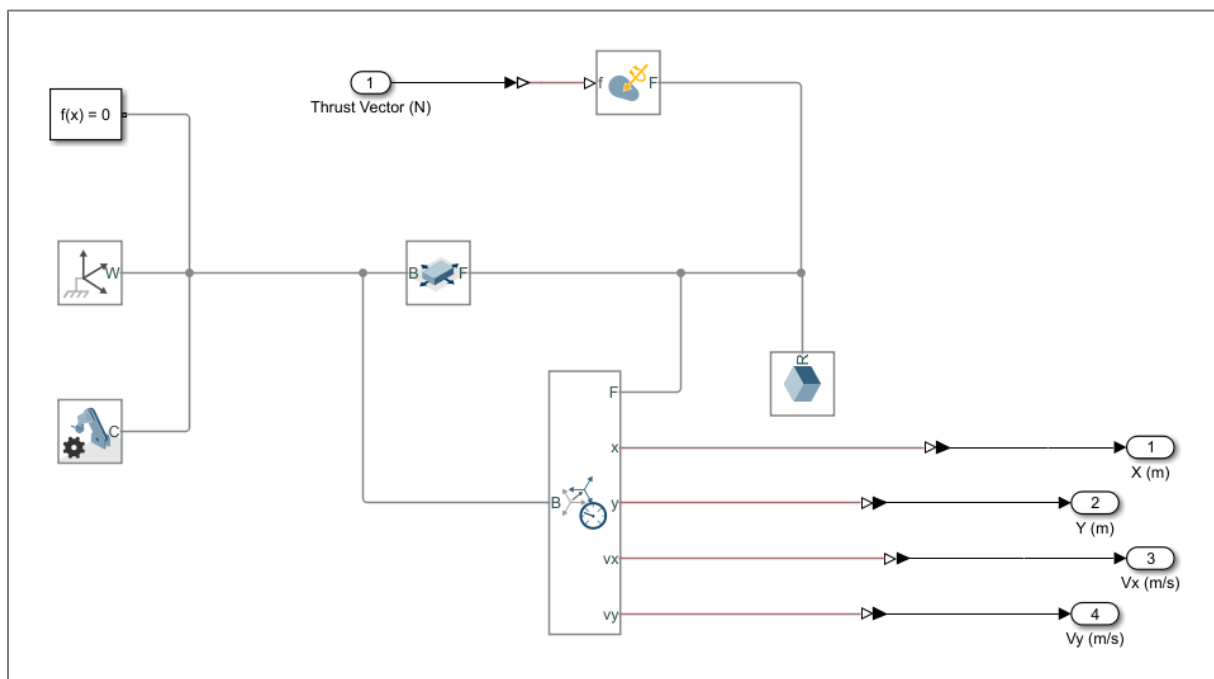 1
Thrust Vector (N)
f
F
f(x) = 0
W
B
F
R
C
F
x
1
X (m)
B
y
2
Y (m)
vx
3
Vx (m/s)
vy
4
Vy (m/s)